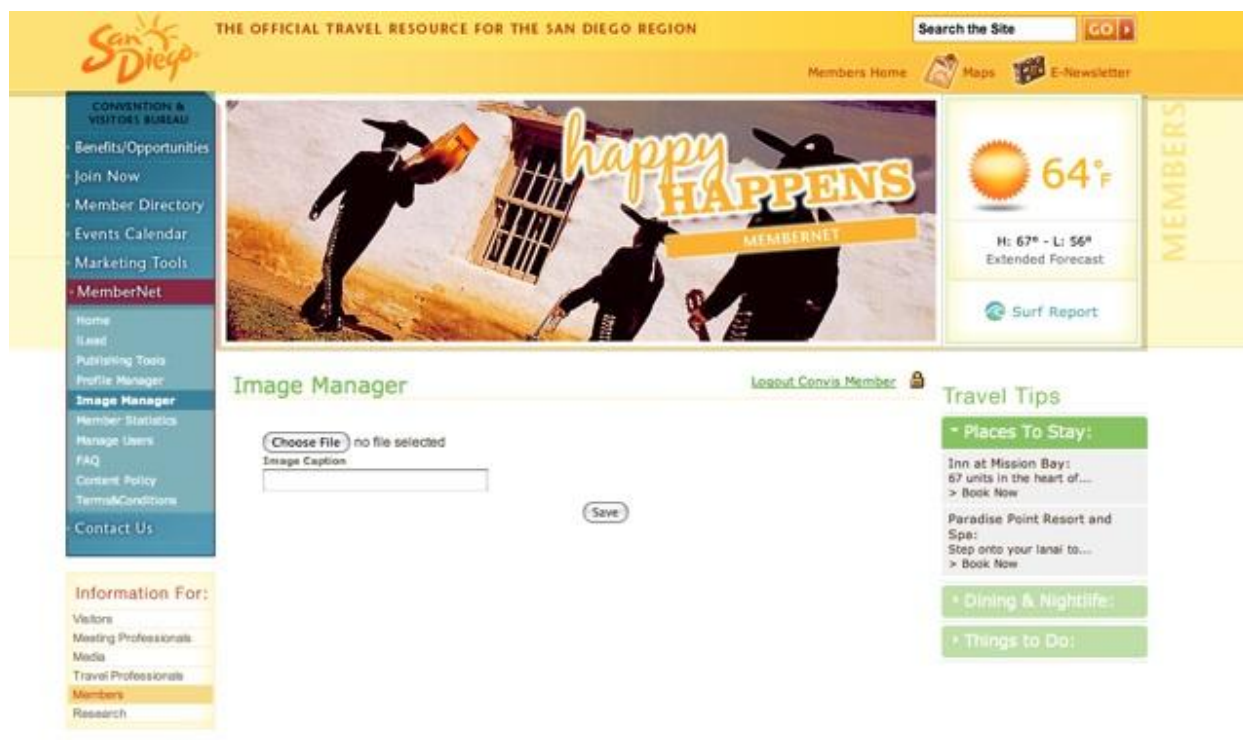 San Diego
THE OFFICIAL TRAVEL RESOURCE FOR THE SAN DIEGO REGION
Search the Site
GO
Members Home
Maps
E-Newsletter
CONVENTION &
VISITORS BUREAU
Benefits/Opportunities
Join Now
Member Directory
Events Calendar
Marketing Tools
MemberNet
Home
iLead
Publishing Tools
Profile Manager
Image Manager
Member Statistics
Manage Users
FAQ
Content Policy
Terms&Conditions
Contact Us
Information For:
Visitors
Meeting Professionals
Media
Travel Professionals
Members
Research
happy
HAPPENS
MEMBERNET
Image Manager
Logout Convis Member
Choose File no file selected
Image Caption
Save
64°F
H: 67° - L: 56°
Extended Forecast
Surf Report
MEMBERS
Travel Tips
Places To Stay:
Inn at Mission Bay:
67 units in the heart of....
> Book Now
Paradise Point Resort and
Spa:
Step onto your lanai to....
> Book Now
Dining & Nightlife:
Things to Do: